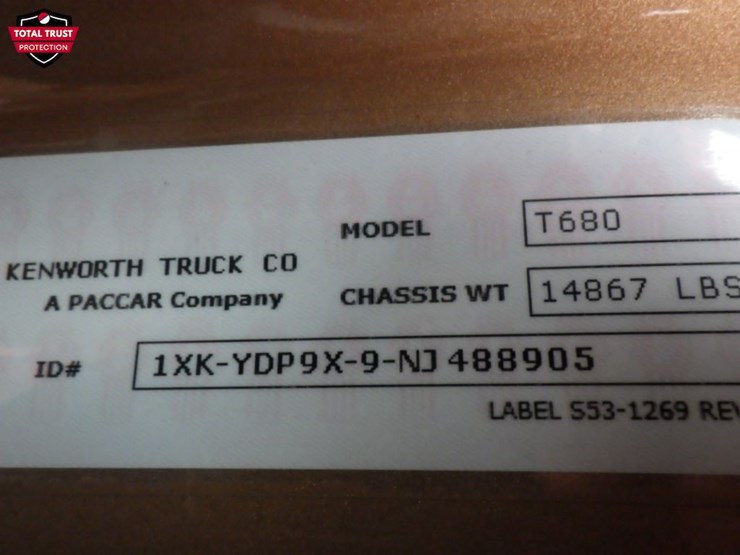 TOTAL TRUST
PROTECTION
MODEL T680
KENWORTH TRUCK CO
A PACCAR Company
CHASSIS WT 14867 LBS
ID# 1XK-YDP9X-9-NJ488905
LABEL S53-1269 REV